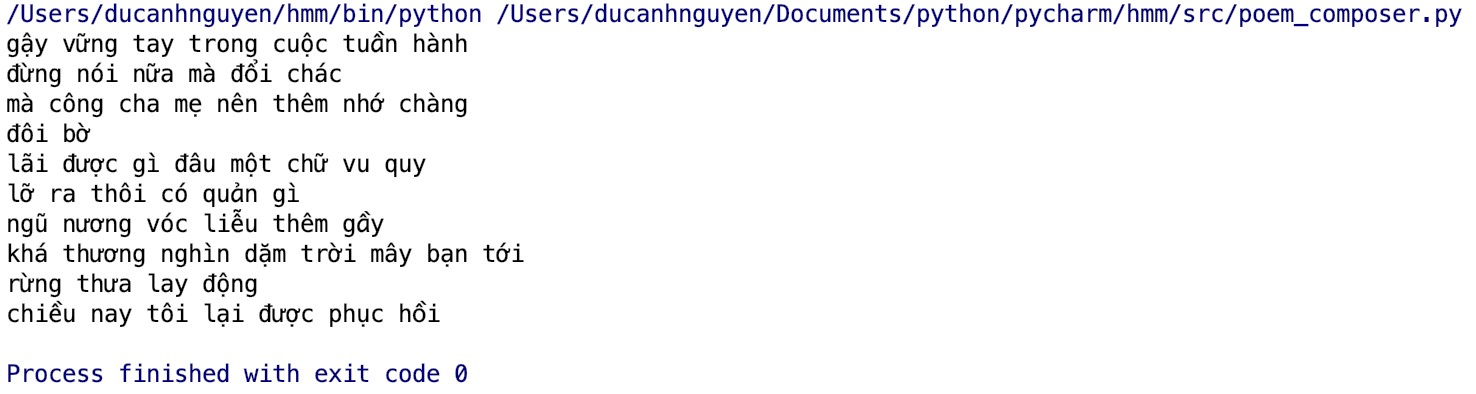 /Users/ducanhnguyen/hmm/bin/python /Users/ducanhnguyen/Documents/python/pycharm/hmm/src/poem_composer.py
gậy vững tay trong cuộc tuần hành
đừng nói nữa mà đổi chác
mà công cha mẹ nên thêm nhớ chàng
đôi bờ
lãi được gì đâu một chữ vu quy
lỡ ra thôi có quản gì
ngũ nương vóc liễu thêm gầy
khá thương nghìn dặm trời mây bạn tới
rừng thưa lay động
chiều nay tôi lại được phục hồi
Process finished with exit code 0